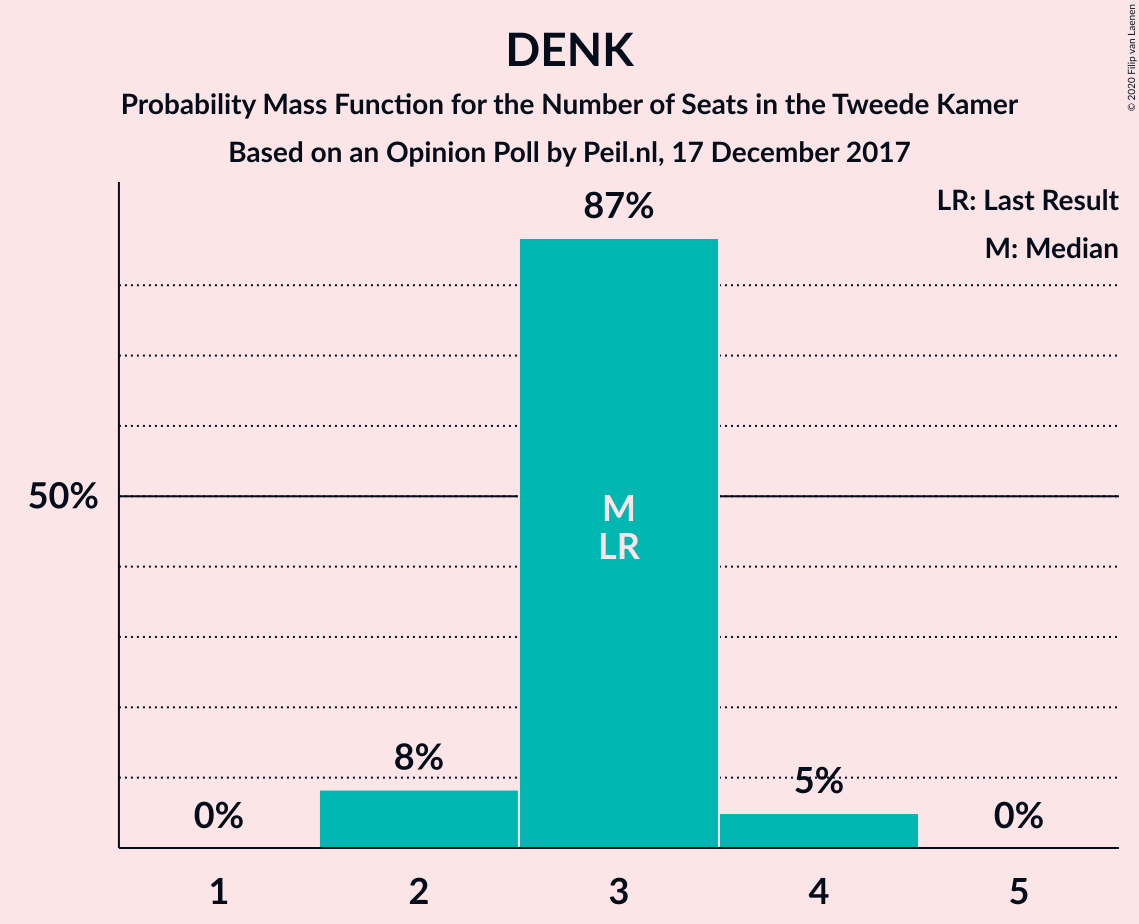 DENK
Probability Mass Function for the Number of Seats in the Tweede Kamer
Based on an Opinion Poll by Peil.nl, 17 December 2017
© 2020 Filip van Laenen
LR: Last Result
M: Median
87%
50%
M
LR
8%
5%
0%
0%
1 2 3 4 5